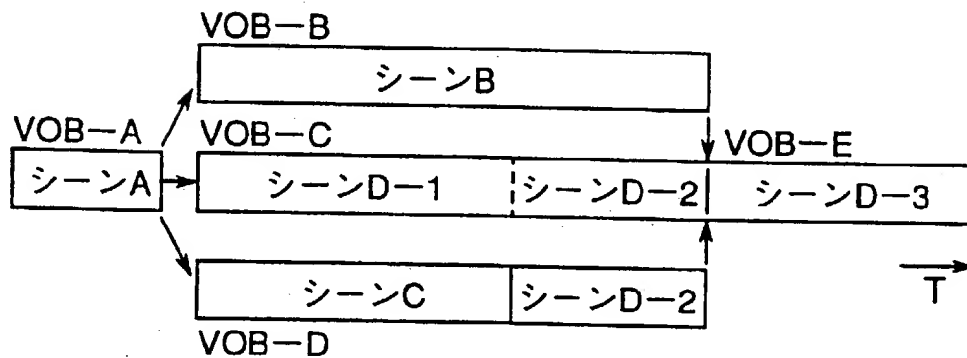 VOB—B
シーンB
VOB—A
VOB—C
VOB—E
シーンA
シーンD—1
シーンD—2
シーンD—3
シーンC
シーンD—2
VOB—D
T